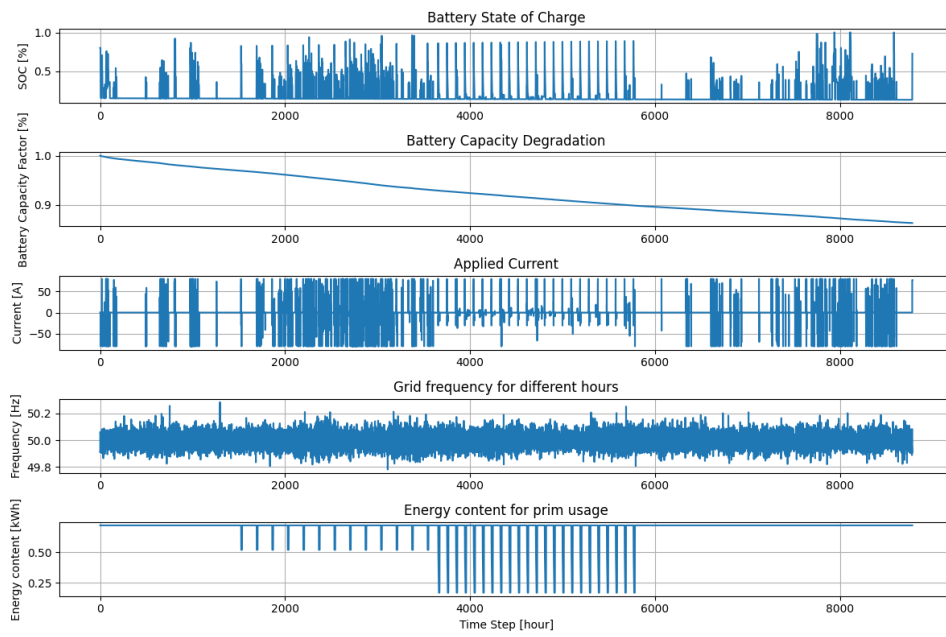 Battery State of Charge
SOC [%]
1.0
0.5
0 2000 4000 6000 8000
Battery Capacity Degradation
Battery Capacity Factor [%]
1.0
0.9
0 2000 4000 6000 8000
Applied Current
Current [A]
50
0
−50
0 2000 4000 6000 8000
Grid frequency for different hours
Frequency [Hz]
50.2
50.0
49.8
0 2000 4000 6000 8000
Energy content for prim usage
Energy content [kWh]
0.50
0.25
0 2000 4000 6000 8000
Time Step [hour]